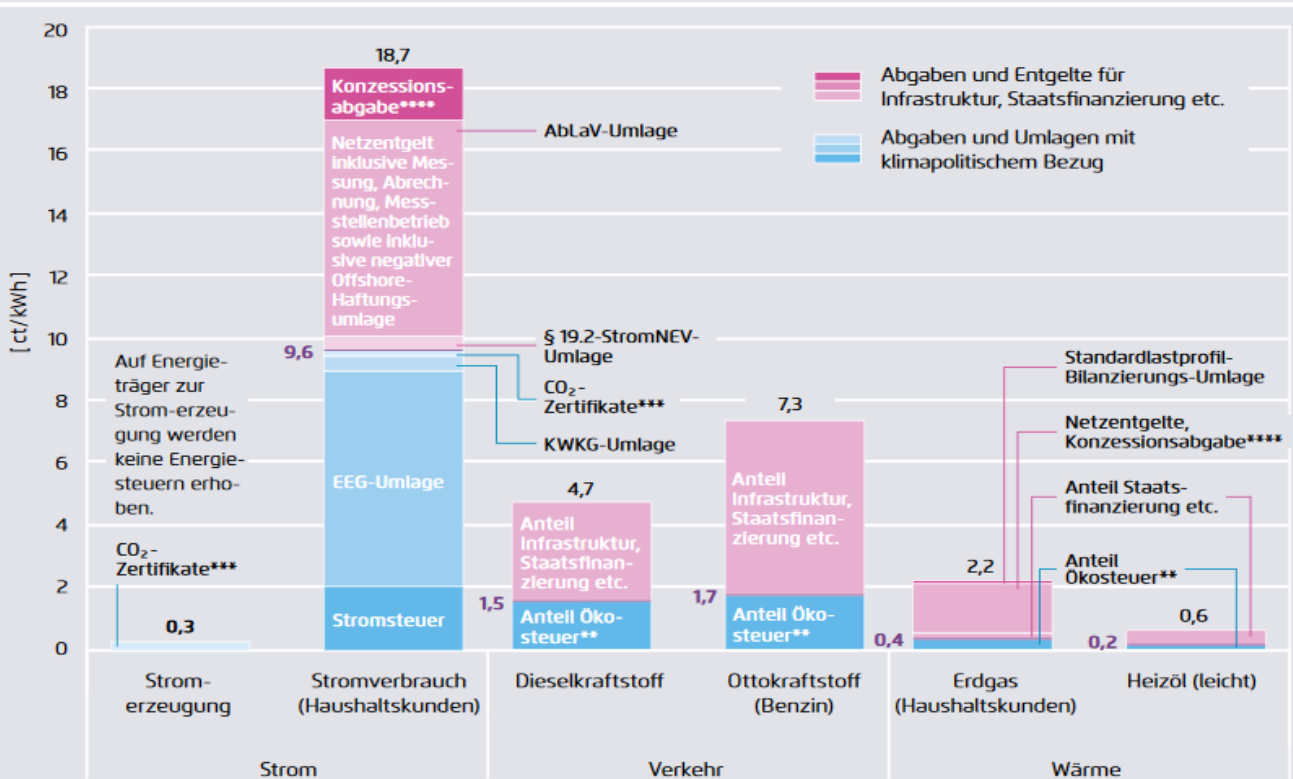 [ct/kWh]
20
18
16
14
12
10
8
6
4
2
0
Abgaben und Entgelte für
Infrastruktur, Staatsfinanzierung etc.
Abgaben und Umlagen mit
klimapolitischem Bezug
Auf Energie-
träger zur
Strom-erzeu-
gung werden
keine Energie-
steuern erho-
ben.
CO₂-
Zertifikate***
0,3
18,7
Konzessions-
abgabe****
Netzentgelt
inklusive Mes-
sung, Abrech-
nung, Mess-
stellenbetrieb
sowie inklu-
sive negativer
Offshore-
Haftungs-
umlage
9,6
EEG-Umlage
Stromsteuer
AbLaV-Umlage
§ 19.2-StromNEV-
Umlage
CO₂-
Zertifikate***
KWKG-Umlage
4,7
Anteil
Infrastruktur,
Staatsfinan-
zierung etc.
1,5
Anteil Öko-
steuer**
7,3
Anteil
Infrastruktur,
Staatsfinan-
zierung etc.
1,7
Anteil Öko-
steuer**
Standardlastprofil-
Bilanzierungs-Umlage
Netzentgelte,
Konzessionsabgabe****
Anteil Staats-
finanzierung etc.
Anteil
Ökosteuer**
2,2
0,4
0,6
0,2
Strom-
erzeugung
Stromverbrauch
(Haushaltskunden)
Dieselkraftstoff
Ottokraftstoff
(Benzin)
Erdgas
(Haushaltskunden)
Heizöl (leicht)
Strom
Verkehr
Wärme